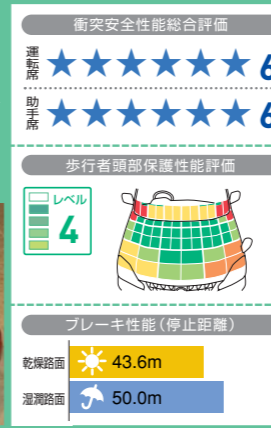 衝突安全性能総合評価
運転席 ★★★★★★ 6
助手席 ★★★★★★ 6
歩行者頭部保護性能評価
レベル
4
ブレーキ性能(停止距離)
乾燥路面 43.6m
湿潤路面 50.0m